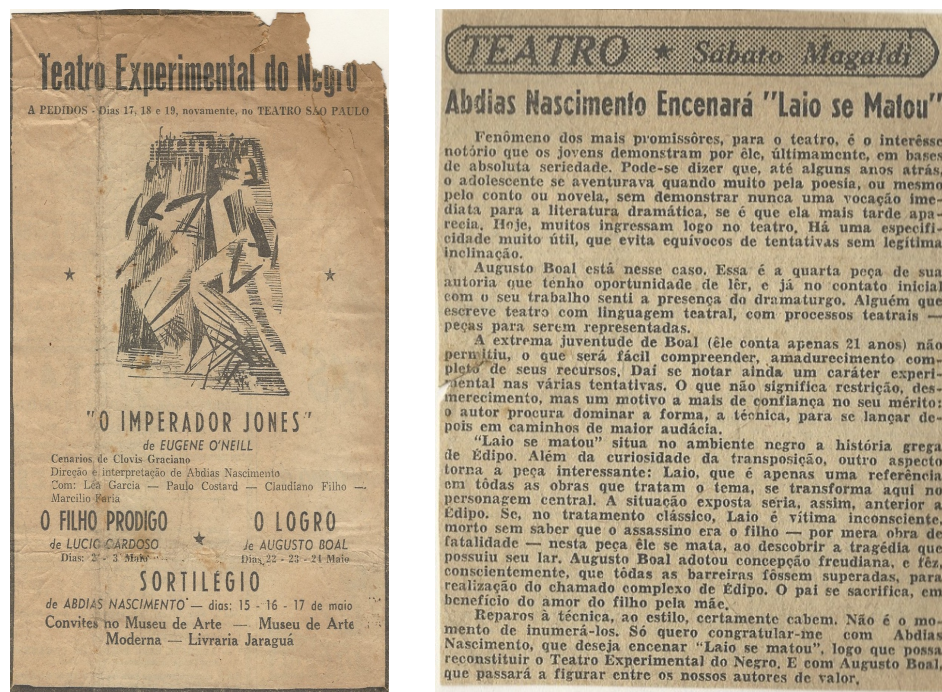 Teatro Experimental do Negro
A PEDIDOS - Dias 17, 18 e 19, novamente, no TEATRO SAO PAULO
"O IMPERADOR JONES"
de EUGENE O'NEILL
Cenarios de Clovis Graciano
Direção e interpretação de Abdias Nascimento
Com: Léa Garcia — Paulo Costard — Claudiano Filho —
Marcilio Faria
O FILHO PRODIGO
de LUCIO CARDOSO
Dias: 2 - 3 Maio
O LOGRO
de AUGUSTO BOAL
Dias 22 - 23 - 24 Maio
SORTILÉGIO
de ABDIAS NASCIMENTO — dias: 15 - 16 - 17 de maio
Convites no Museu de Arte — Museu de Arte
Moderna — Livraria Jaraguá
TEATRO ★ Sábato Magaldi
Abdias Nascimento Encenará "Laio se Matou"
Fenômeno dos mais promissôres, para o teatro, é o interêsse
notório que os jovens demonstram por êle, últimamente, em bases
de absoluta seriedade. Pode-se dizer que, até alguns anos atrás,
o adolescente se aventurava quando muito pela poesia, ou mesmo
pelo conto ou novela, sem demonstrar nunca uma vocação ime-
diata para a literatura dramática, se é que ela mais tarde apa-
recia. Hoje, muitos ingressam logo no teatro. Há uma especifi-
cidade muito útil, que evita equívocos de tentativas sem legítima
inclinação.
Augusto Boal está nesse caso. Essa é a quarta peça de sua
autoria que tenho oportunidade de lêr, e já no contato inicial
com o seu trabalho senti a presença do dramaturgo. Alguém que
escreve teatro com linguagem teatral, com processos teatrais —
peças para serem representadas.
A extrema juventude de Boal (êle conta apenas 21 anos) não
permitiu, o que será fácil compreender, amadurecimento com-
pleto de seus recursos. Daí se notar ainda um caráter experi-
mental nas várias tentativas. O que não significa restrição, des-
merecimento, mas um motivo a mais de confiança no seu mérito:
o autor procura dominar a forma, a técnica, para se lançar de-
pois em caminhos de maior audácia.
"Laio se matou" situa no ambiente negro a história grega
de Édipo. Além da curiosidade da transposição, outro aspecto
torna a peça interessante: Laio, que é apenas uma referência
em tôdas as obras que tratam o tema, se transforma aqui no
personagem central. A situação exposta seria, assim, anterior a
Édipo. Se, no tratamento clássico, Laio é vítima inconsciente,
morto sem saber que o assassino era o filho — por mera obra de
fatalidade — nesta peça êle se mata, ao descobrir a tragédia que
possuiu seu lar. Augusto Boal adotou concepção freudiana, e fêz,
conscientemente, que tôdas as barreiras fôssem superadas, para
realização do chamado complexo de Édipo. O pai se sacrifica, em
benefício do amor do filho pela mãe.
Reparos à técnica, ao estilo, certamente cabem. Não é o mo-
mento de inumerá-los. Só quero congratular-me com Abdias
Nascimento, que deseja encenar "Laio se matou", logo que possa
reconstituir o Teatro Experimental do Negro. E com Augusto Boal,
que passará a figurar entre os nossos autores de valor.